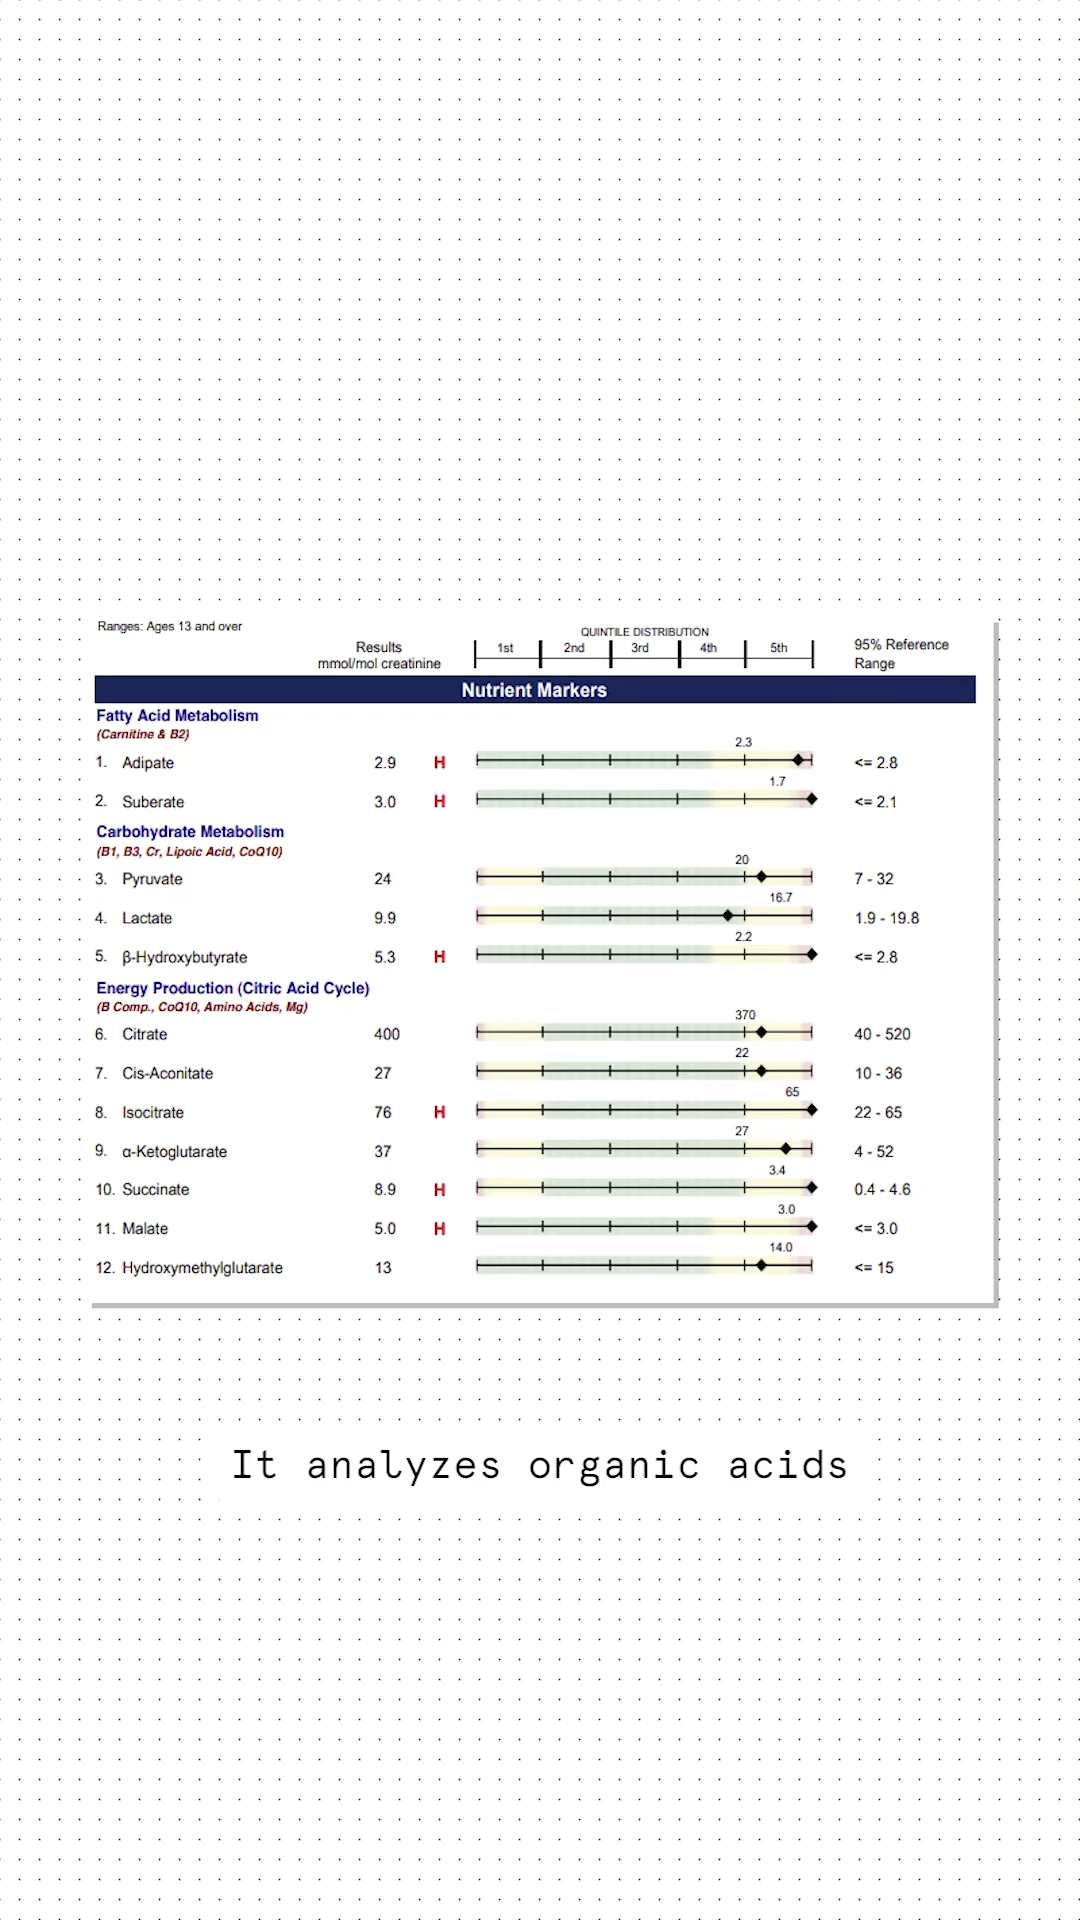 Ranges: Ages 13 and over
QUINTILE DISTRIBUTION
Results
mmol/mol creatinine
1st 2nd 3rd 4th 5th
95% Reference
Range
Nutrient Markers
Fatty Acid Metabolism
(Carnitine & B2)
2.3
1. Adipate 2.9 H <= 2.8
1.7
2. Suberate 3.0 H <= 2.1
Carbohydrate Metabolism
(B1, B3, Cr, Lipoic Acid, CoQ10)
20
3. Pyruvate 24 7 - 32
16.7
4. Lactate 9.9 1.9 - 19.8
2.2
5. β-Hydroxybutyrate 5.3 H <= 2.8
Energy Production (Citric Acid Cycle)
(B Comp., CoQ10, Amino Acids, Mg)
370
6. Citrate 400 40 - 520
22
7. Cis-Aconitate 27 10 - 36
65
8. Isocitrate 76 H 22 - 65
27
9. α-Ketoglutarate 37 4 - 52
3.4
10. Succinate 8.9 H 0.4 - 4.6
3.0
11. Malate 5.0 H <= 3.0
14.0
12. Hydroxymethylglutarate 13 <= 15
It analyzes organic acids